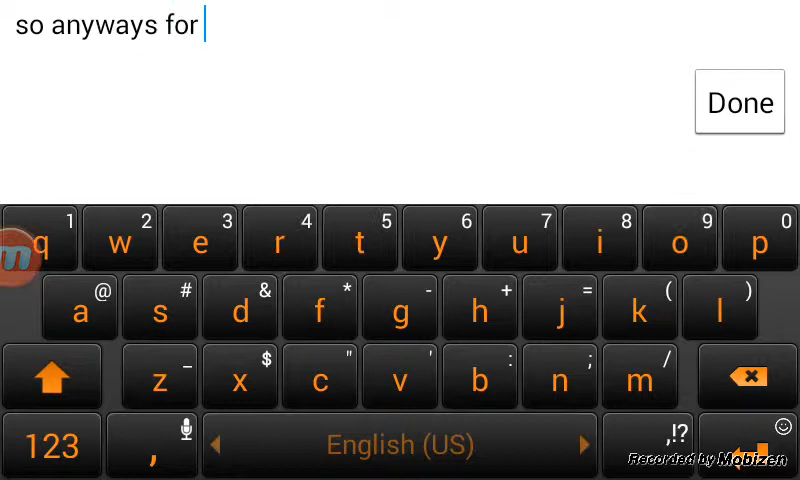 so anyways for
Done
1 2 3 4 5 6 7 8 9 0
q w e r t y u i o p
@ # & * - + = ( )
a s d f g h j k l
_ $ " ' : ; /
z x c v b n m
123 , English (US) ,!?
Recorded by Mobizen